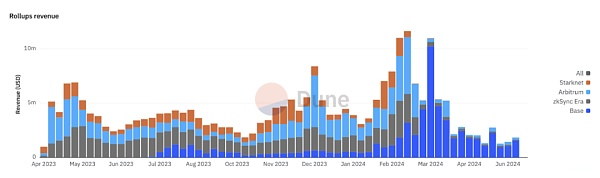 Rollups revenue
Revenue (USD)
10m
5m
0
Dune
Apr 2023 May 2023 Jun 2023 Jul 2023 Aug 2023 Sep 2023 Oct 2023 Nov 2023 Dec 2023 Jan 2024 Feb 2024 Mar 2024 Apr 2024 May 2024 Jun 2024
All
Starknet
Arbitrum
zkSync Era
Base